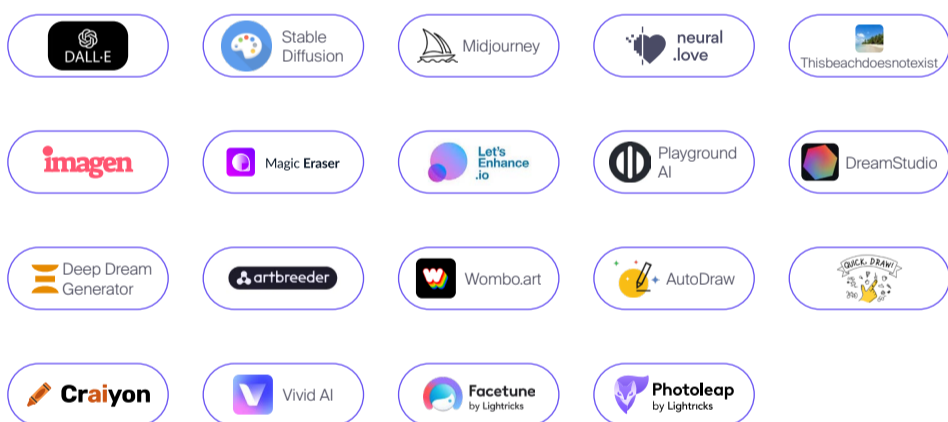 DALL·E
Stable
Diffusion
Midjourney
neural
.love
Thisbeachdoesnotexist
imagen
Magic Eraser
Let's
Enhance
.io
Playground
AI
DreamStudio
Deep Dream
Generator
artbreeder
W
Wombo.art
AutoDraw
QUICK, DRAW!
Craiyon
V
Vivid AI
Facetune
by Lightricks
Photoleap
by Lightricks